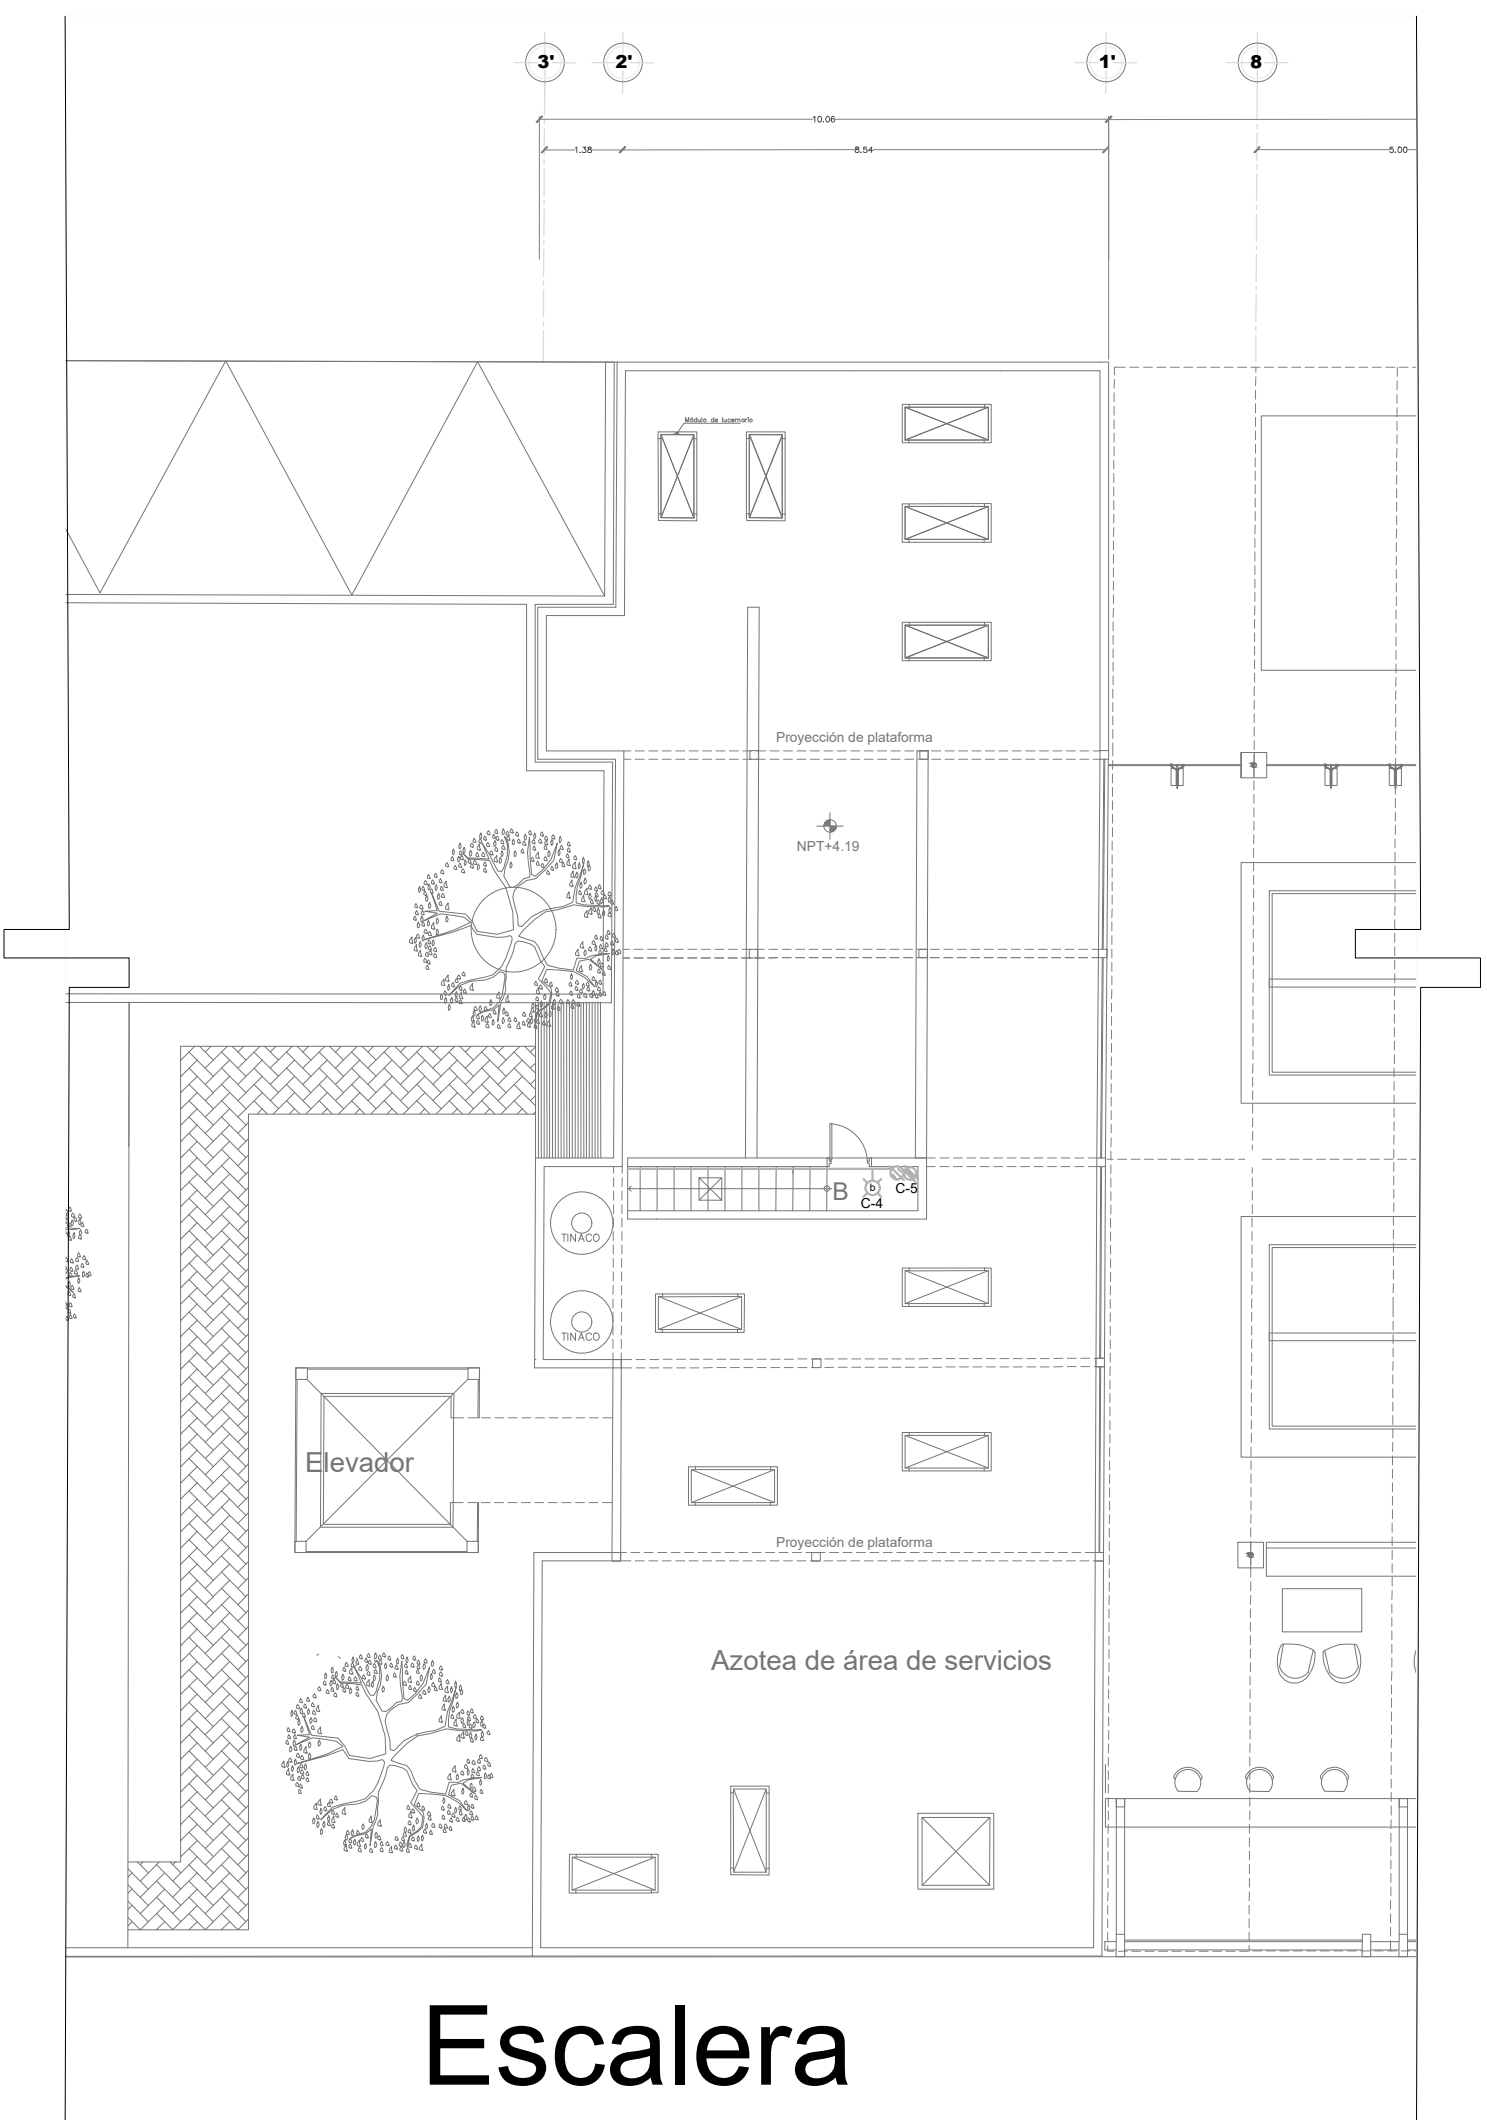 3' 2' 1' 8
10.06
1.38 8.54 5.00
Módulo de lucernario
Proyección de plataforma
NPT+4.19
B b C-5
C-4
TINACO
TINACO
Elevador
Proyección de plataforma
Azotea de área de servicios
Escalera